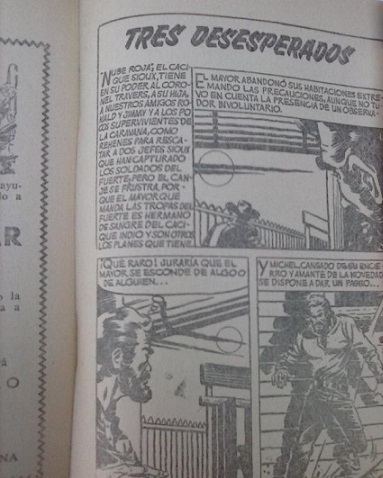 TRES DESESPERADOS
"NUBE ROJA", EL CACI
QUE SIOUX, TIENE
EN SU PODER AL CORO-
NEL TRAVERS, A SU HIJA,
A NUESTROS AMIGOS RO-
NALD Y JIMMY Y A LOS PO
COS SUPERVIVIENTES DE
LA CARAVANA, COMO
REHENES PARA RESCA-
TAR A DOS JEFES SIOUX
QUE HAN CAPTURADO
LOS SOLDADOS DEL
FUERTE, PERO EL CAN-
JE SE FRUSTRA, POR-
QUE EL MAYOR, QUE
MANDA LAS TROPAS DEL
FUERTE ES HERMANO
DE SANGRE DEL CACI-
QUE INDIO Y SON OTROS
LOS PLANES QUE TIENE.
EL MAYOR ABANDONÓ SUS HABITACIONES EXTRE
MANDO LAS PRECAUCIONES, AUNQUE NO TU
VO EN CUENTA LA PRESENCIA DE UN OBSERVA-
DOR INVOLUNTARIO.
¡QUÉ RARO! JURARÍA QUE EL
MAYOR SE ESCONDE DE ALGO O
DE ALGUIEN...
Y MICHEL, CANSADO DE SU ENCIE
RRO Y AMANTE DE LA NOVEDAD
SE DISPONE A DAR UN PASEO...
ayu-
o a
AR
o la
a a
á
O
NA